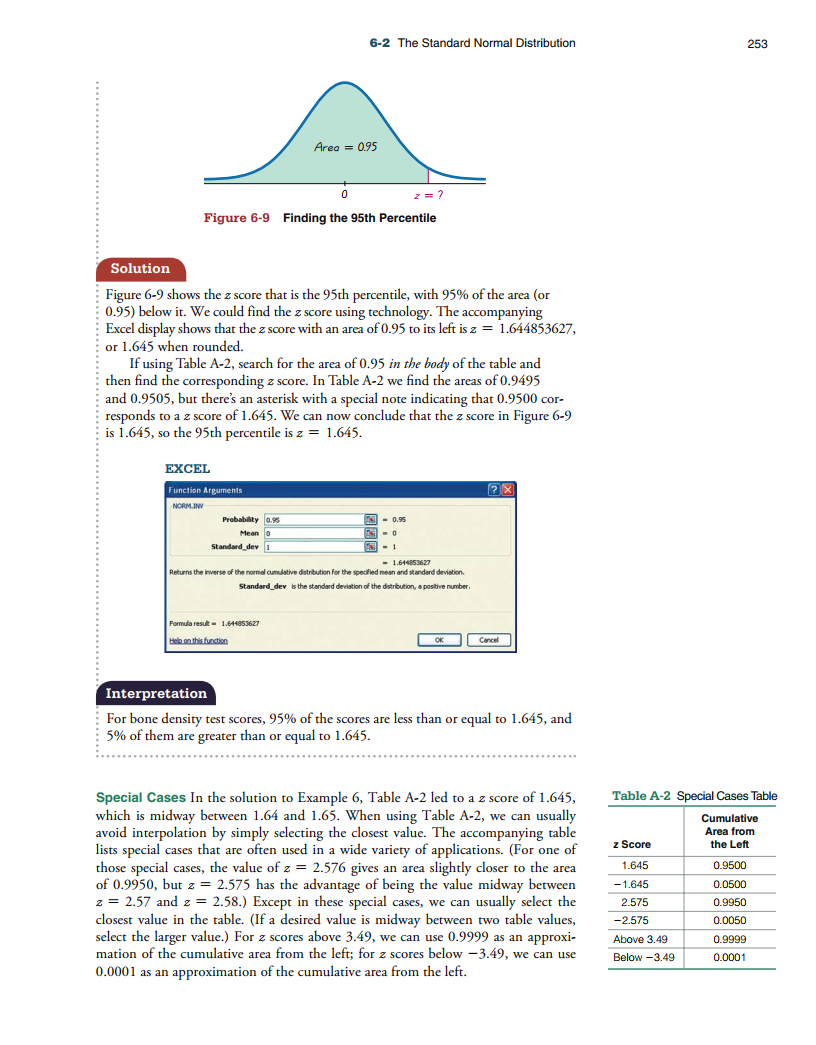 6-2 The Standard Normal Distribution 253
Area = 0.95
0
z = ?
Figure 6-9 Finding the 95th Percentile
Solution
Figure 6-9 shows the z score that is the 95th percentile, with 95% of the area (or
0.95) below it. We could find the z score using technology. The accompanying
Excel display shows that the z score with an area of 0.95 to its left is z = 1.644853627,
or 1.645 when rounded.
If using Table A-2, search for the area of 0.95 in the body of the table and
then find the corresponding z score. In Table A-2 we find the areas of 0.9495
and 0.9505, but there's an asterisk with a special note indicating that 0.9500 cor-
responds to a z score of 1.645. We can now conclude that the z score in Figure 6-9
is 1.645, so the 95th percentile is z = 1.645.
EXCEL
Function Arguments
NORM.INV
Probability 0.95 = 0.95
Mean 0 = 0
Standard_dev 1 = 1
= 1.644853627
Returns the inverse of the normal cumulative distribution for the specified mean and standard deviation.
Standard_dev is the standard deviation of the distribution, a positive number.
Formula result = 1.644853627
Help on this function
OK
Cancel
Interpretation
For bone density test scores, 95% of the scores are less than or equal to 1.645, and
5% of them are greater than or equal to 1.645.
Special Cases In the solution to Example 6, Table A-2 led to a z score of 1.645,
which is midway between 1.64 and 1.65. When using Table A-2, we can usually
avoid interpolation by simply selecting the closest value. The accompanying table
lists special cases that are often used in a wide variety of applications. (For one of
those special cases, the value of z = 2.576 gives an area slightly closer to the area
of 0.9950, but z = 2.575 has the advantage of being the value midway between
z = 2.57 and z = 2.58.) Except in these special cases, we can usually select the
closest value in the table. (If a desired value is midway between two table values,
select the larger value.) For z scores above 3.49, we can use 0.9999 as an approxi-
mation of the cumulative area from the left; for z scores below −3.49, we can use
0.0001 as an approximation of the cumulative area from the left.
Table A-2 Special Cases Table
z Score
Cumulative
Area from
the Left
1.645 0.9500
−1.645 0.0500
2.575 0.9950
−2.575 0.0050
Above 3.49 0.9999
Below −3.49 0.0001